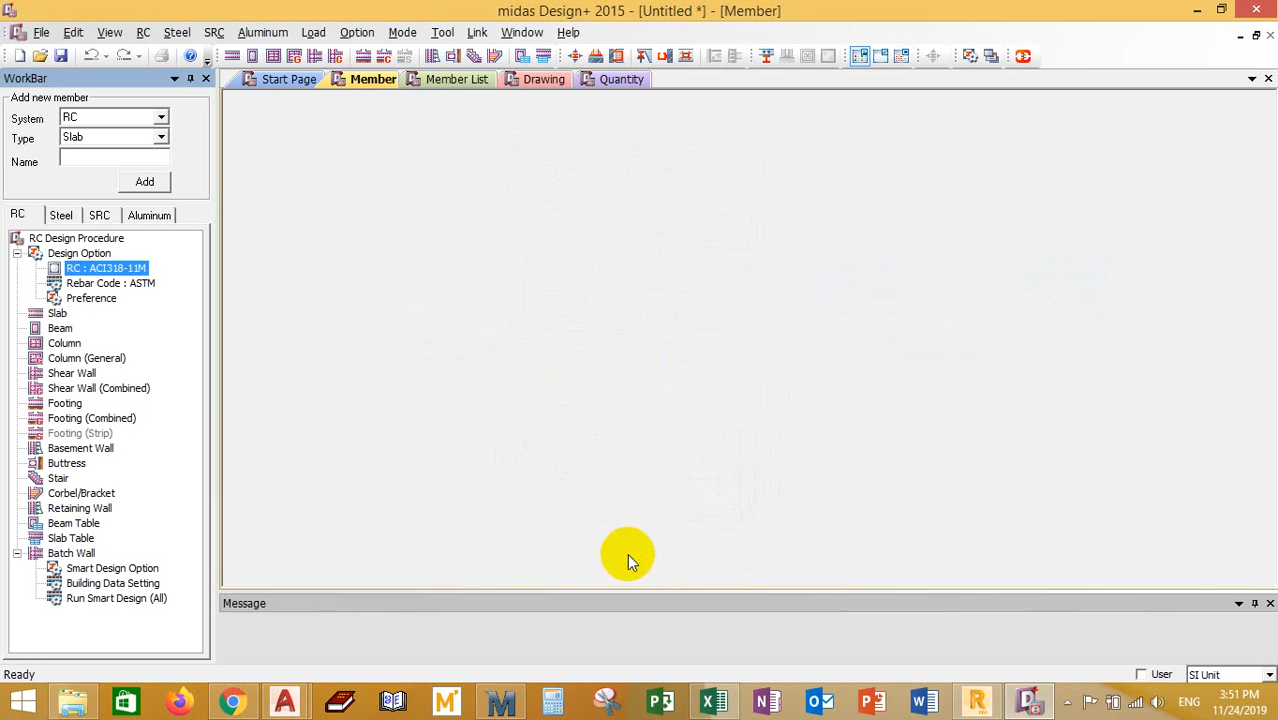 midas Design+ 2015 - [Untitled *] - [Member]
File Edit View RC Steel SRC Aluminum Load Option Mode Tool Link Window Help
WorkBar
Start Page Member Member List Drawing Quantity
Add new member
System RC
Type Slab
Name
Add
RC Steel SRC Aluminum
RC Design Procedure
Design Option
RC : ACI318-11M
Rebar Code : ASTM
Preference
Slab
Beam
Column
Column (General)
Shear Wall
Shear Wall (Combined)
Footing
Footing (Combined)
Footing (Strip)
Basement Wall
Buttress
Stair
Corbel/Bracket
Retaining Wall
Beam Table
Slab Table
Batch Wall
Smart Design Option
Building Data Setting
Run Smart Design (All)
Message
Ready
User SI Unit
ENG
3:51 PM
11/24/2019